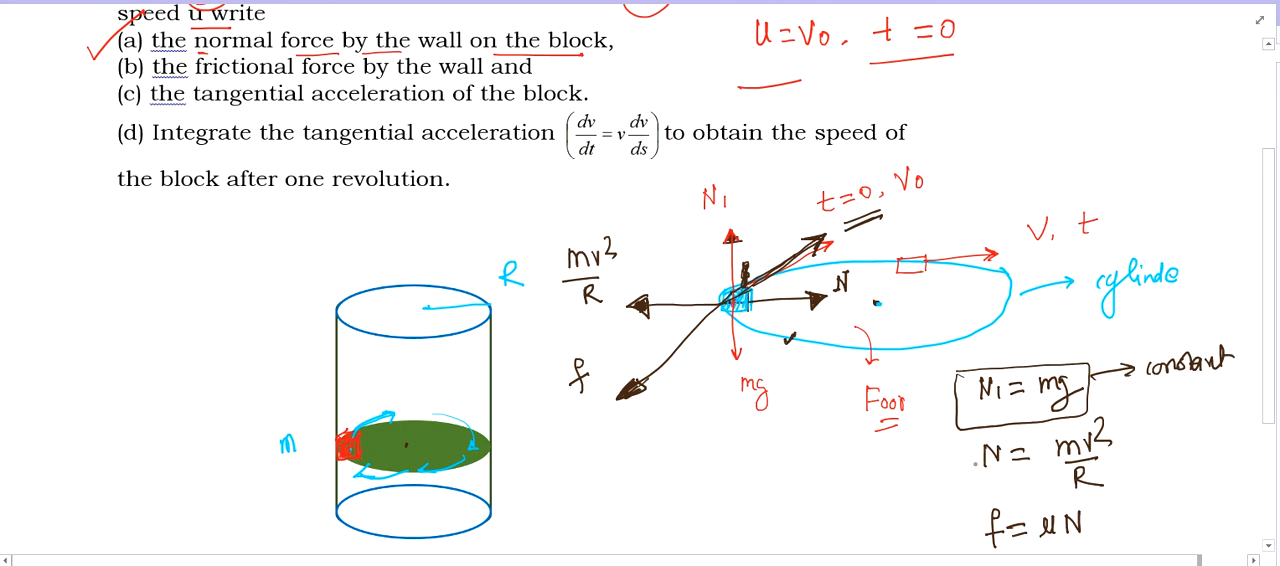 speed u write
(a) the normal force by the wall on the block,
u = v0, t = 0
(b) the frictional force by the wall and
(c) the tangential acceleration of the block.
(d) Integrate the tangential acceleration (dv/dt = v dv/ds) to obtain the speed of
the block after one revolution.
N1
t=0, V0
V, t
mv²/R
R
N
cylinde
f
mg
Foor
N1 = mg
constant
m
N = mv²/R
f = μN